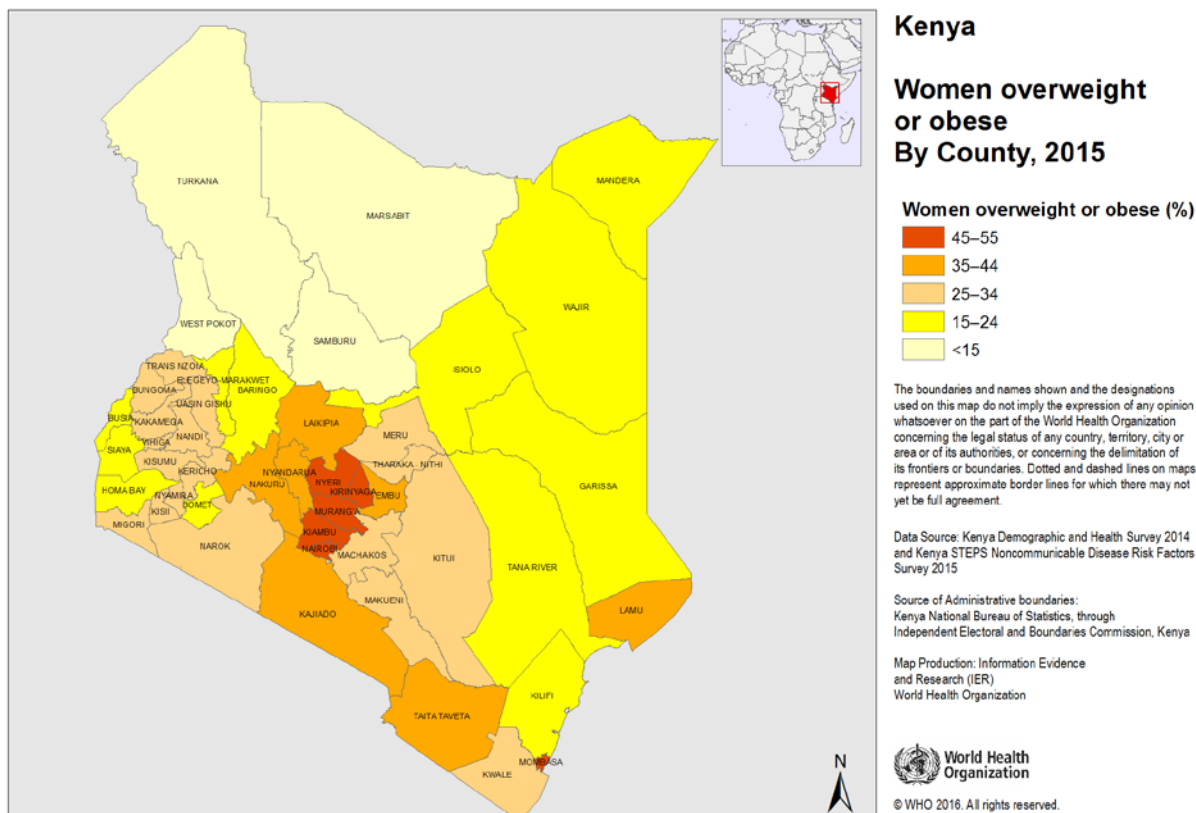 Kenya
Women overweight
or obese
By County, 2015
Women overweight or obese (%)
45–55
35–44
25–34
15–24
<15
The boundaries and names shown and the designations
used on this map do not imply the expression of any opinion
whatsoever on the part of the World Health Organization
concerning the legal status of any country, territory, city or
area or of its authorities, or concerning the delimitation of
its frontiers or boundaries. Dotted and dashed lines on maps
represent approximate border lines for which there may not
yet be full agreement.
Data Source: Kenya Demographic and Health Survey 2014
and Kenya STEPS Noncommunicable Disease Risk Factors
Survey 2015
Source of Administrative boundaries:
Kenya National Bureau of Statistics, through
Independent Electoral and Boundaries Commission, Kenya
Map Production: Information Evidence
and Research (IER)
World Health Organization
World Health
Organization
© WHO 2016. All rights reserved.
N
TURKANA
MANDERA
MARSABIT
WAJIR
WEST POKOT
SAMBURU
ISIOLO
TRANS NZOIA
ELEGEYO MARAKWET
BUNGOMA
BARINGO
UASIN GISHU
BUSIA
KAKAMEGA
LAIKIPIA
NANDI
MERU
VIHIGA
SIAYA
KISUMU
KERICHO
NYANDARUA
THARAKA - NITHI
NYERI
NAKURU
HOMA BAY
NYAMIRA
KIRINYAGA
EMBU
GARISSA
DOMET
KISII
MURANG'A
MIGORI
KIAMBU
NAROK
NAIROBI
MACHAKOS
KITUI
TANA RIVER
MAKUENI
KAJIADO
LAMU
KILIFI
TAITA TAVETA
MOMBASA
KWALE